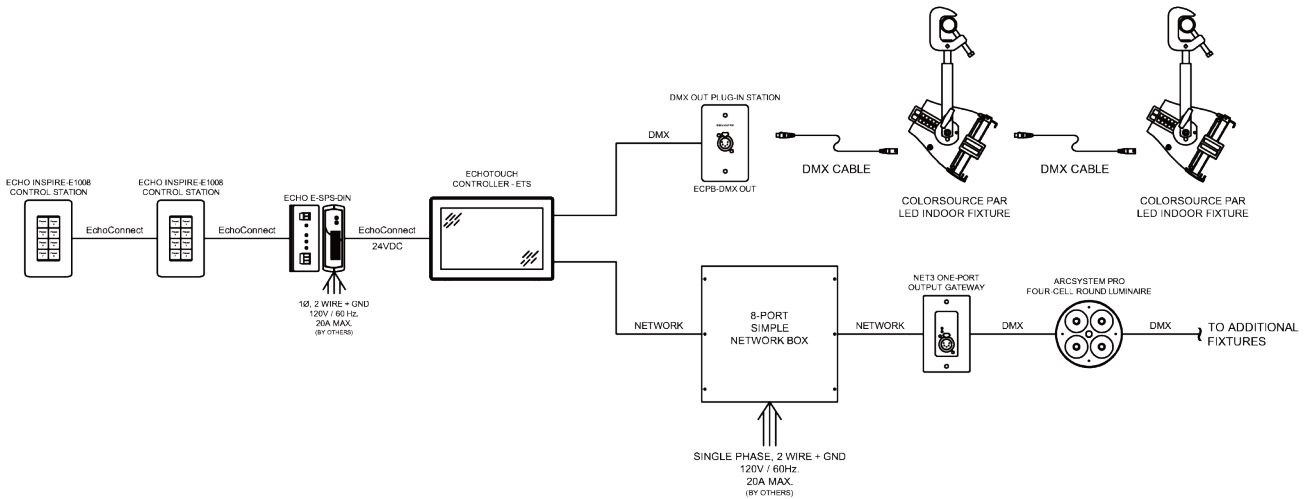 DMX OUT PLUG-IN STATION
DMX
ECPB-DMX OUT
DMX CABLE
COLORSOURCE PAR
LED INDOOR FIXTURE
DMX CABLE
COLORSOURCE PAR
LED INDOOR FIXTURE
ECHO INSPIRE-E1008
CONTROL STATION
EchoConnect
ECHO INSPIRE-E1008
CONTROL STATION
EchoConnect
ECHO E-SPS-DIN
1Ø, 2 WIRE + GND
120V / 60 Hz.
20A MAX.
(BY OTHERS)
EchoConnect
24VDC
ECHOTOUCH
CONTROLLER - ETS
NETWORK
8-PORT
SIMPLE
NETWORK BOX
SINGLE PHASE, 2 WIRE + GND
120V / 60Hz.
20A MAX.
(BY OTHERS)
NETWORK
NET3 ONE-PORT
OUTPUT GATEWAY
DMX
ARCSYSTEM PRO
FOUR-CELL ROUND LUMINAIRE
DMX
TO ADDITIONAL
FIXTURES